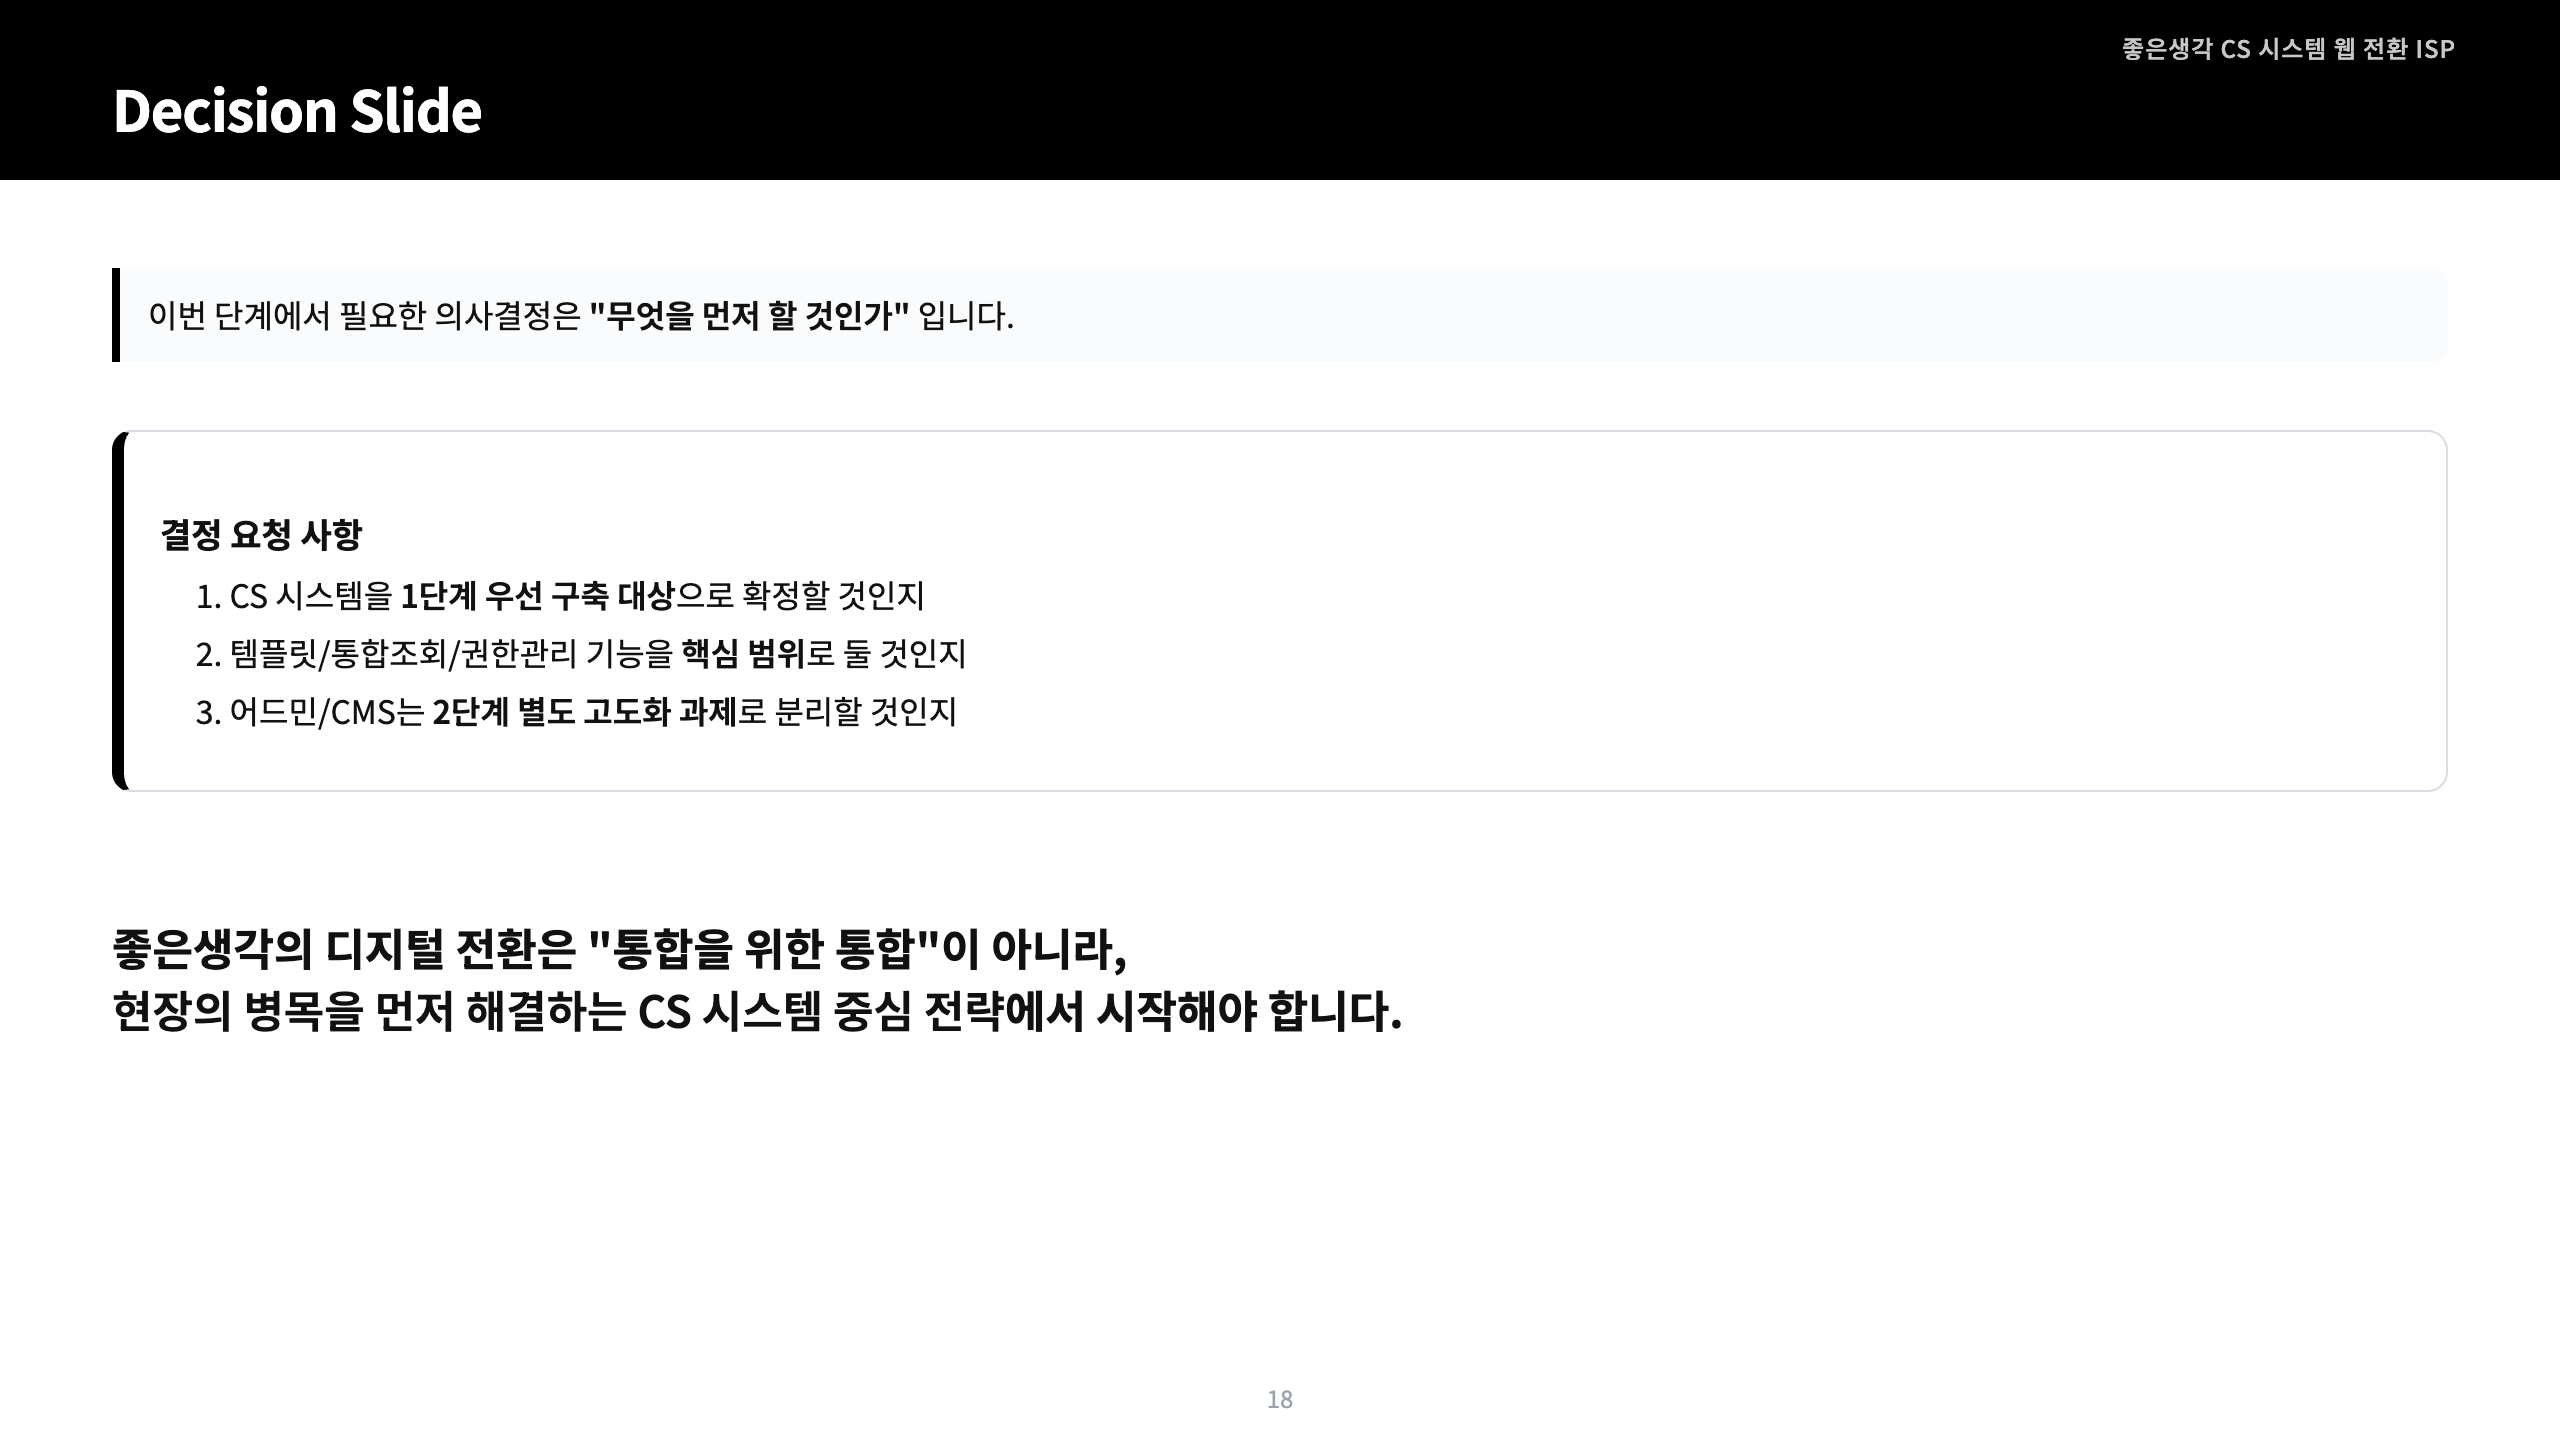 좋은생각 CS 시스템 웹 전환 ISP
Decision Slide
이번 단계에서 필요한 의사결정은 "무엇을 먼저 할 것인가" 입니다.
결정 요청 사항
1. CS 시스템을 1단계 우선 구축 대상으로 확정할 것인지
2. 템플릿/통합조회/권한관리 기능을 핵심 범위로 둘 것인지
3. 어드민/CMS는 2단계 별도 고도화 과제로 분리할 것인지
좋은생각의 디지털 전환은 "통합을 위한 통합"이 아니라,
현장의 병목을 먼저 해결하는 CS 시스템 중심 전략에서 시작해야 합니다.
18